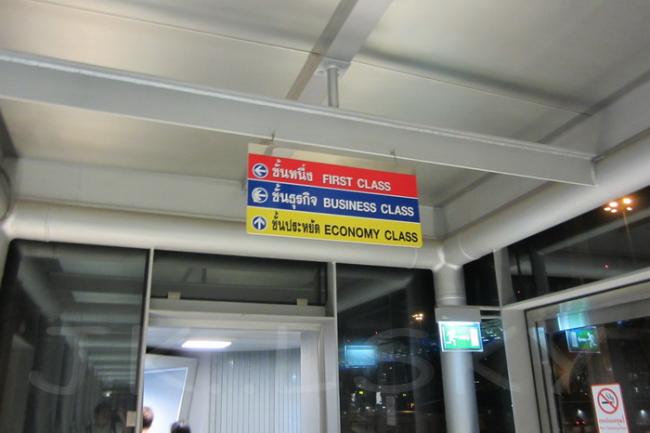 ชั้นหนึ่ง FIRST CLASS
ชั้นธุรกิจ BUSINESS CLASS
ชั้นประหยัด ECONOMY CLASS